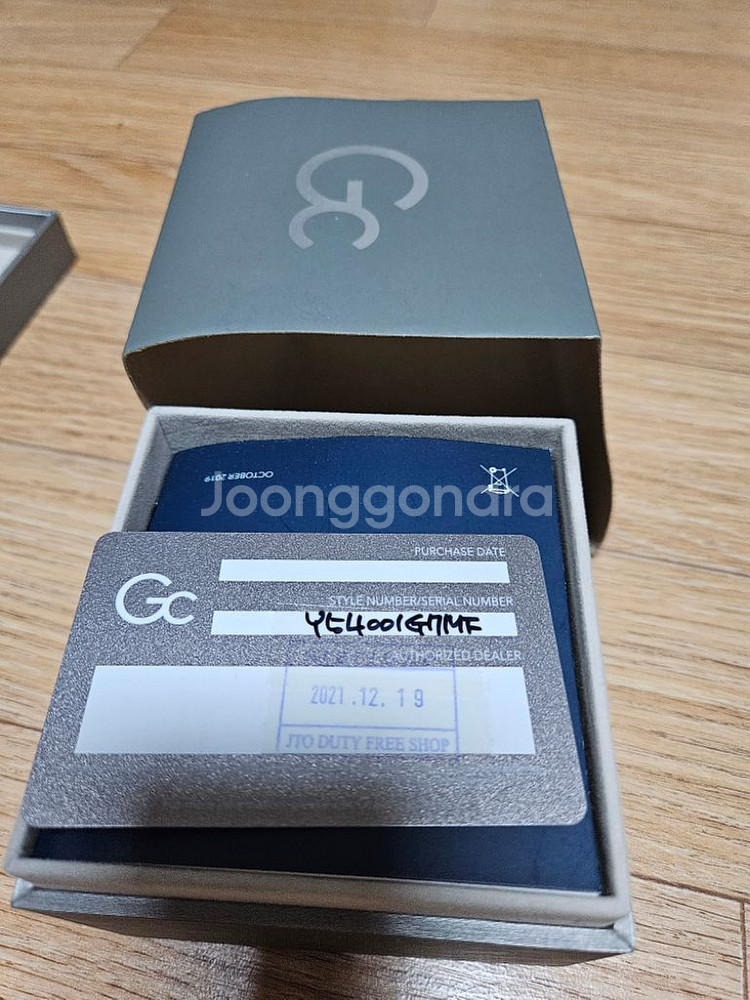 Gc
OCTOBER 2019
Joonggonara
PURCHASE DATE
Gc
STYLE NUMBER/SERIAL NUMBER
Y54001G7MF
AUTHORIZED DEALER
2021.12.19
JTO DUTY FREE SHOP